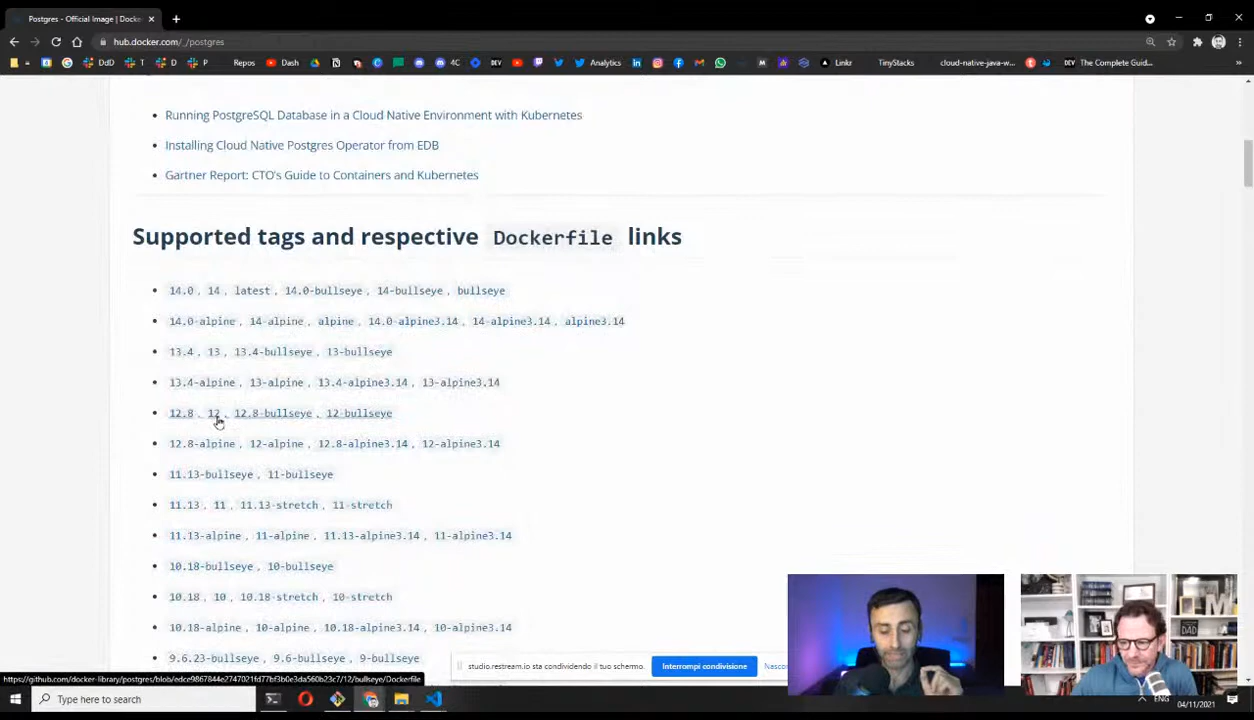 Postgres - Official Image | Docke
hub.docker.com/_/postgres
DdD T D P Repos Dash 4C Analytics Linkr TinyStacks cloud-native-java-w... The Complete Guid...
Running PostgreSQL Database in a Cloud Native Environment with Kubernetes
Installing Cloud Native Postgres Operator from EDB
Gartner Report: CTO's Guide to Containers and Kubernetes
Supported tags and respective Dockerfile links
14.0, 14, latest, 14.0-bullseye, 14-bullseye, bullseye
14.0-alpine, 14-alpine, alpine, 14.0-alpine3.14, 14-alpine3.14, alpine3.14
13.4, 13, 13.4-bullseye, 13-bullseye
13.4-alpine, 13-alpine, 13.4-alpine3.14, 13-alpine3.14
12.8, 12, 12.8-bullseye, 12-bullseye
12.8-alpine, 12-alpine, 12.8-alpine3.14, 12-alpine3.14
11.13-bullseye, 11-bullseye
11.13, 11, 11.13-stretch, 11-stretch
11.13-alpine, 11-alpine, 11.13-alpine3.14, 11-alpine3.14
10.18-bullseye, 10-bullseye
10.18, 10, 10.18-stretch, 10-stretch
10.18-alpine, 10-alpine, 10.18-alpine3.14, 10-alpine3.14
9.6.23-bullseye, 9.6-bullseye, 9-bullseye
studio.restream.io sta condividendo il tuo schermo. Interrompi condivisione
DAD
Type here to search
ENG
04/11/2021